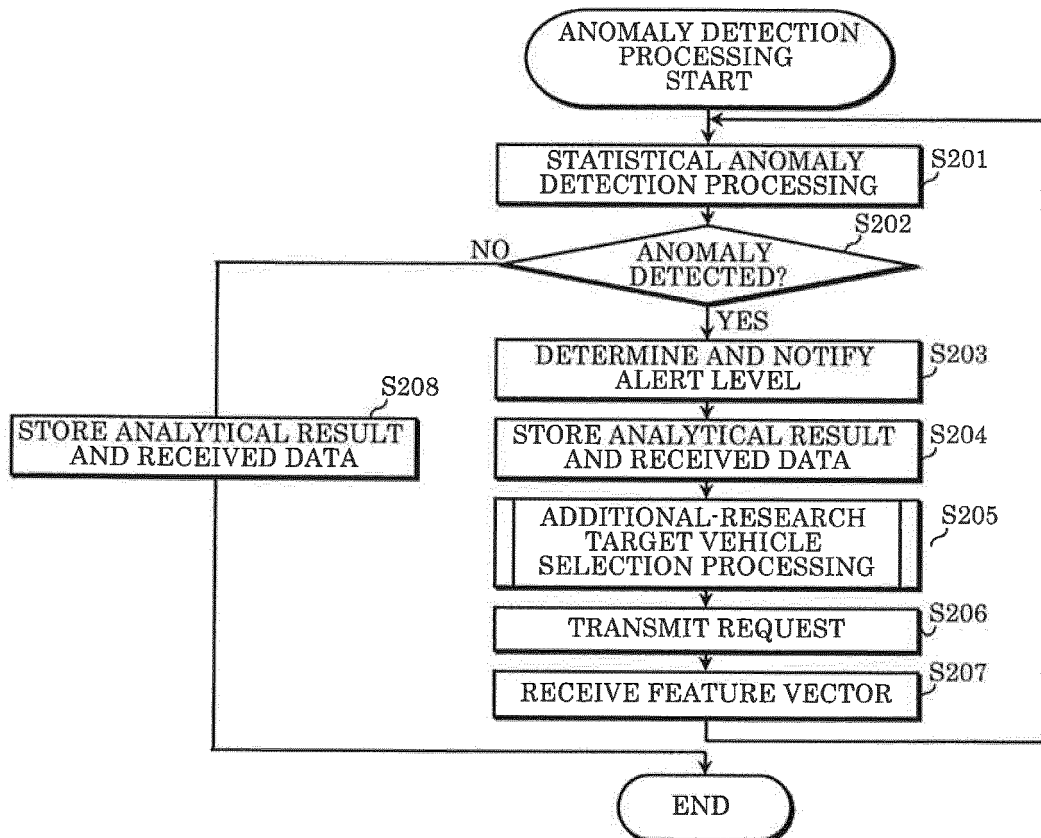 ANOMALY DETECTION
PROCESSING
START
STATISTICAL ANOMALY
DETECTION PROCESSING
S201
S202
NO
ANOMALY
DETECTED?
YES
DETERMINE AND NOTIFY
ALERT LEVEL
S203
S208
STORE ANALYTICAL RESULT
AND RECEIVED DATA
STORE ANALYTICAL RESULT
AND RECEIVED DATA
S204
ADDITIONAL-RESEARCH
TARGET VEHICLE
SELECTION PROCESSING
S205
TRANSMIT REQUEST
S206
RECEIVE FEATURE VECTOR
S207
END